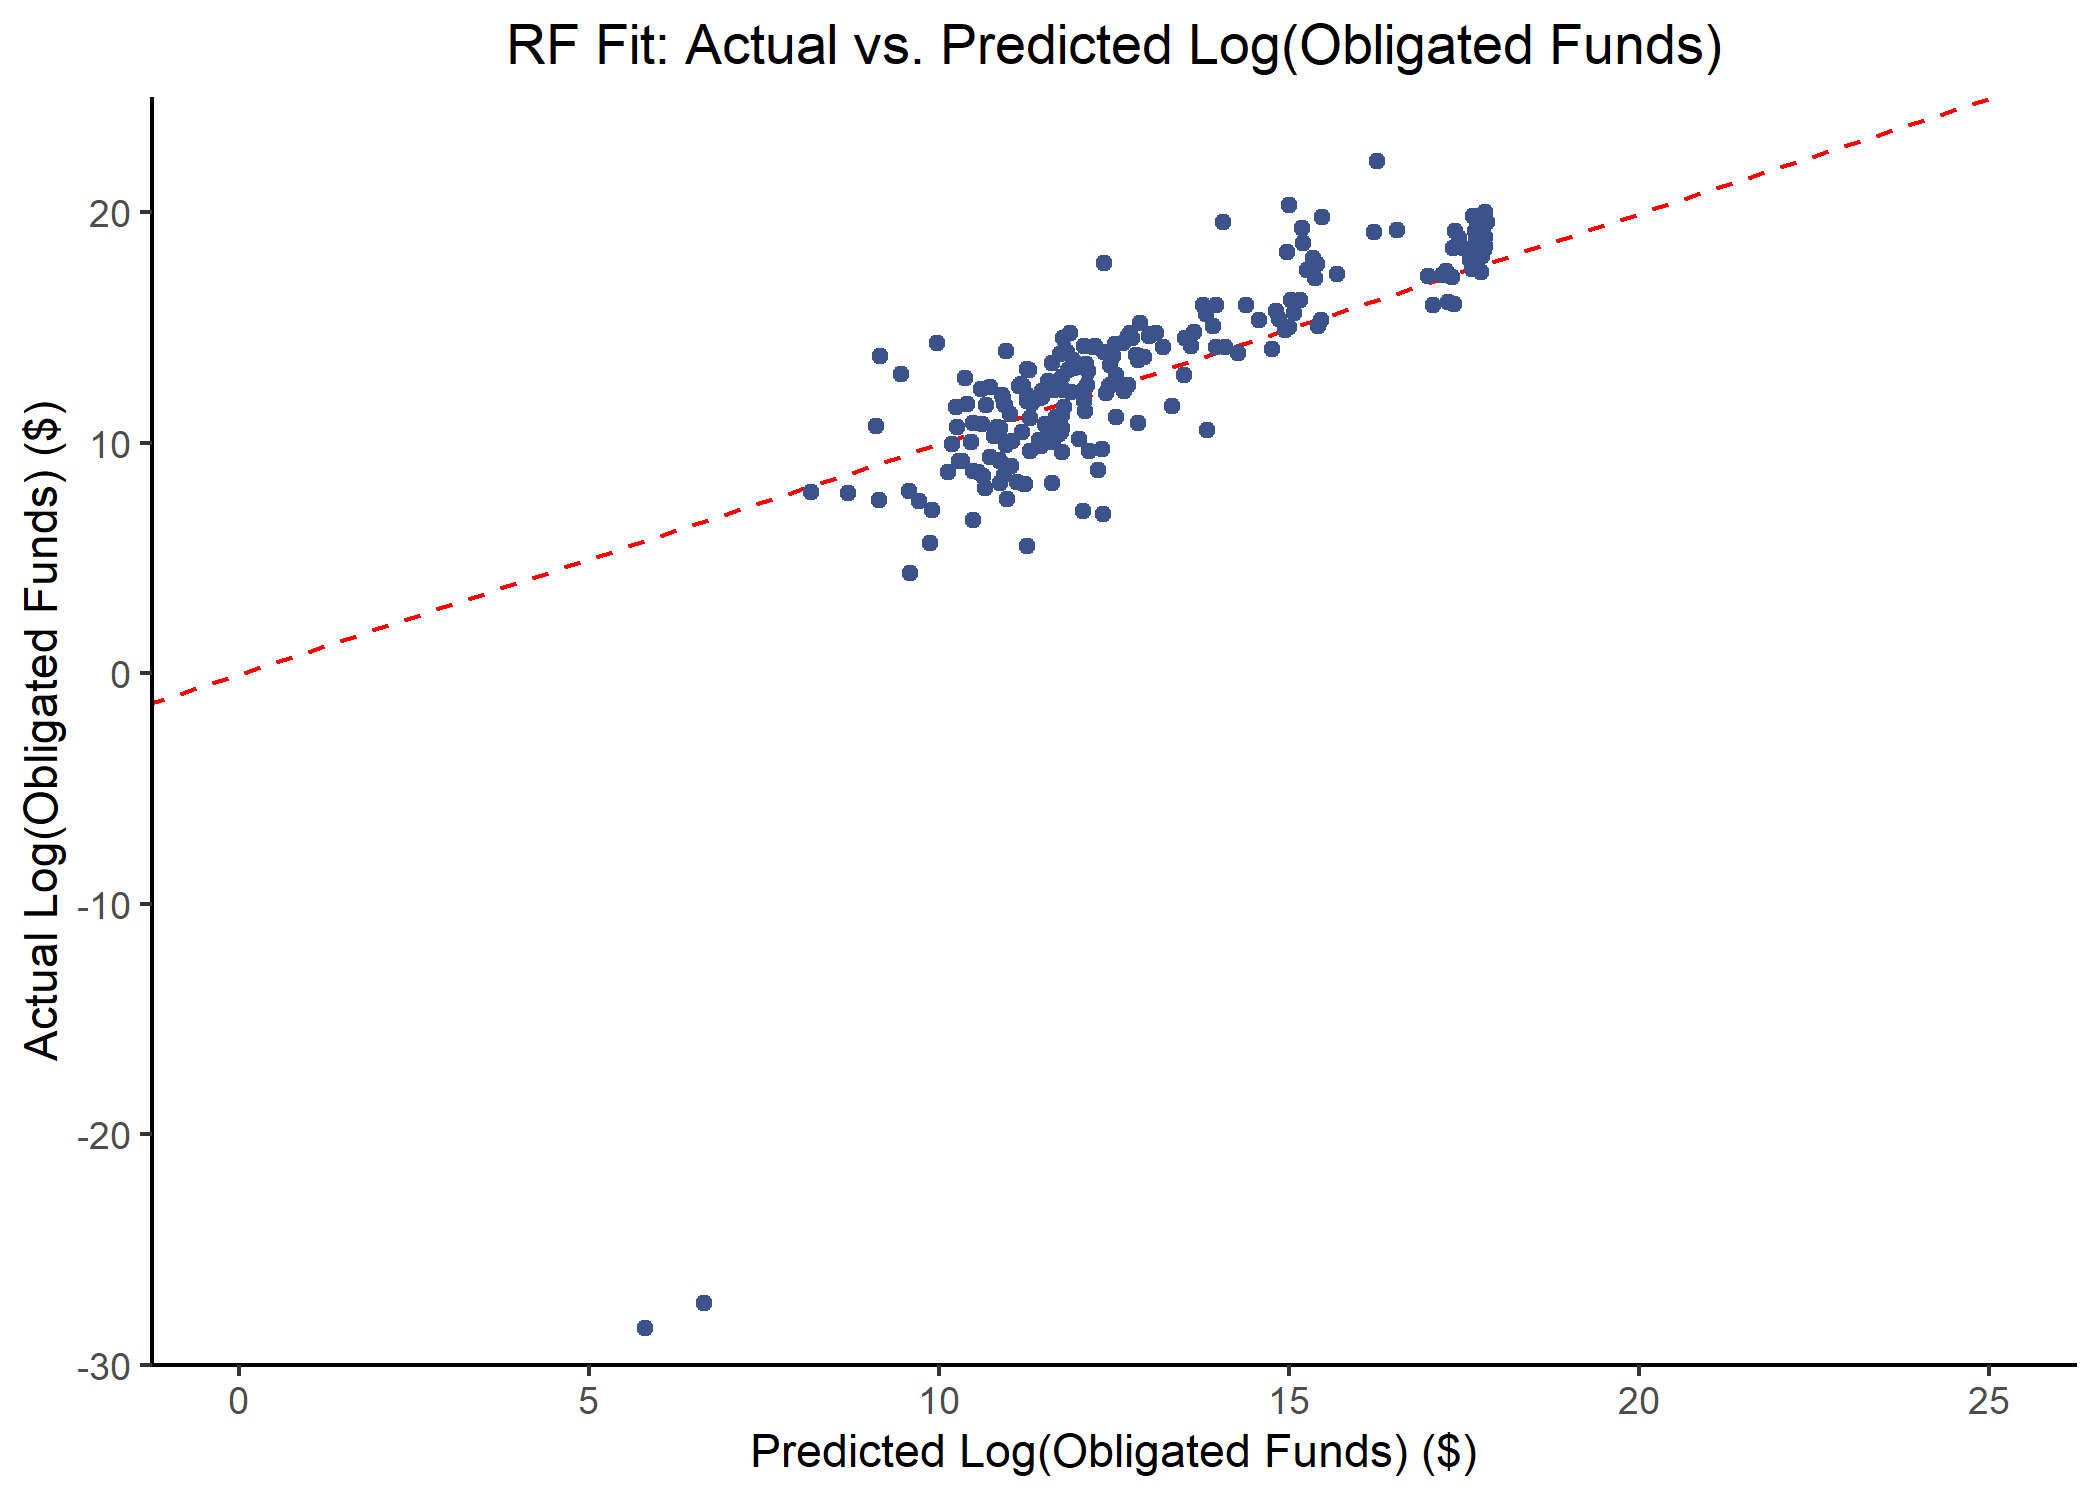 RF Fit: Actual vs. Predicted Log(Obligated Funds)
Actual Log(Obligated Funds) ($)
20
10
0
-10
-20
-30
0 5 10 15 20 25
Predicted Log(Obligated Funds) ($)